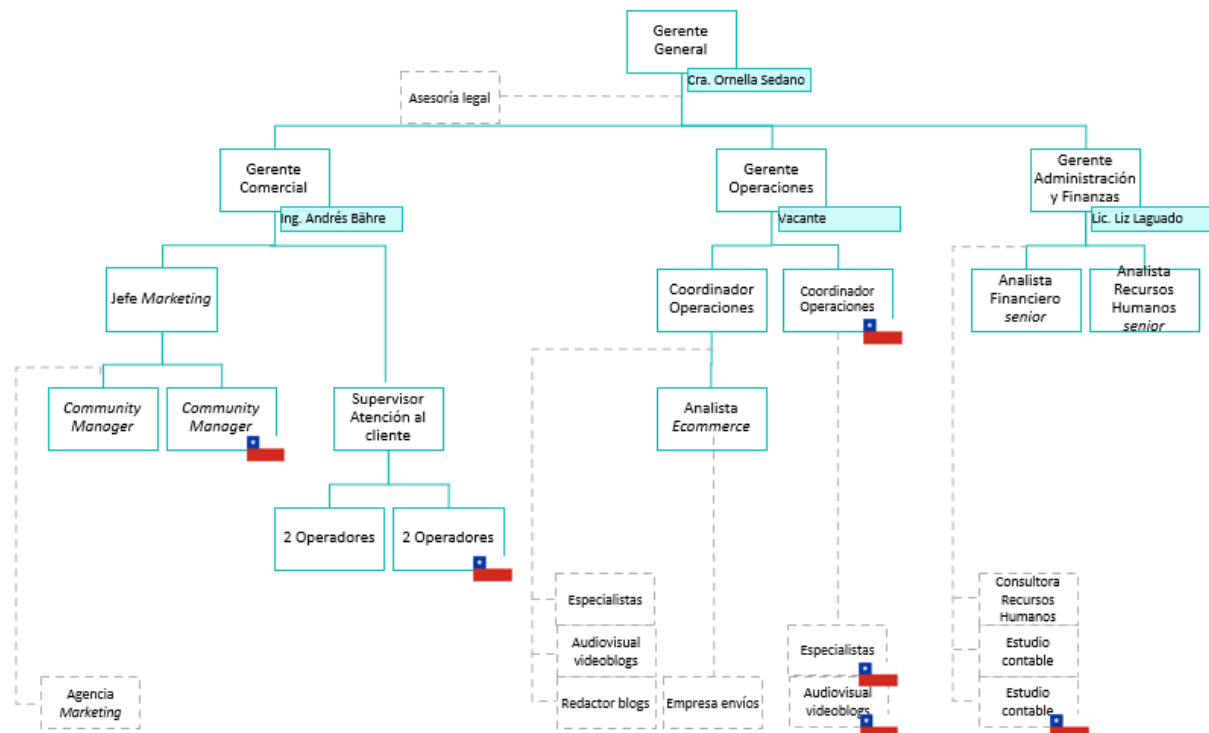 Gerente
General
Cra. Ornella Sedano
Asesoría legal
Gerente
Comercial
Ing. Andrés Bähre
Gerente
Operaciones
Vacante
Gerente
Administración
y Finanzas
Lic. Liz Laguado
Jefe Marketing
Coordinador
Operaciones
Coordinador
Operaciones
Analista
Financiero
senior
Analista
Recursos
Humanos
senior
Community
Manager
Community
Manager
Supervisor
Atención al
cliente
Analista
Ecommerce
2 Operadores
2 Operadores
Especialistas
Audiovisual
videoblogs
Redactor blogs
Empresa envíos
Especialistas
Audiovisual
videoblogs
Consultora
Recursos
Humanos
Estudio
contable
Estudio
contable
Agencia
Marketing